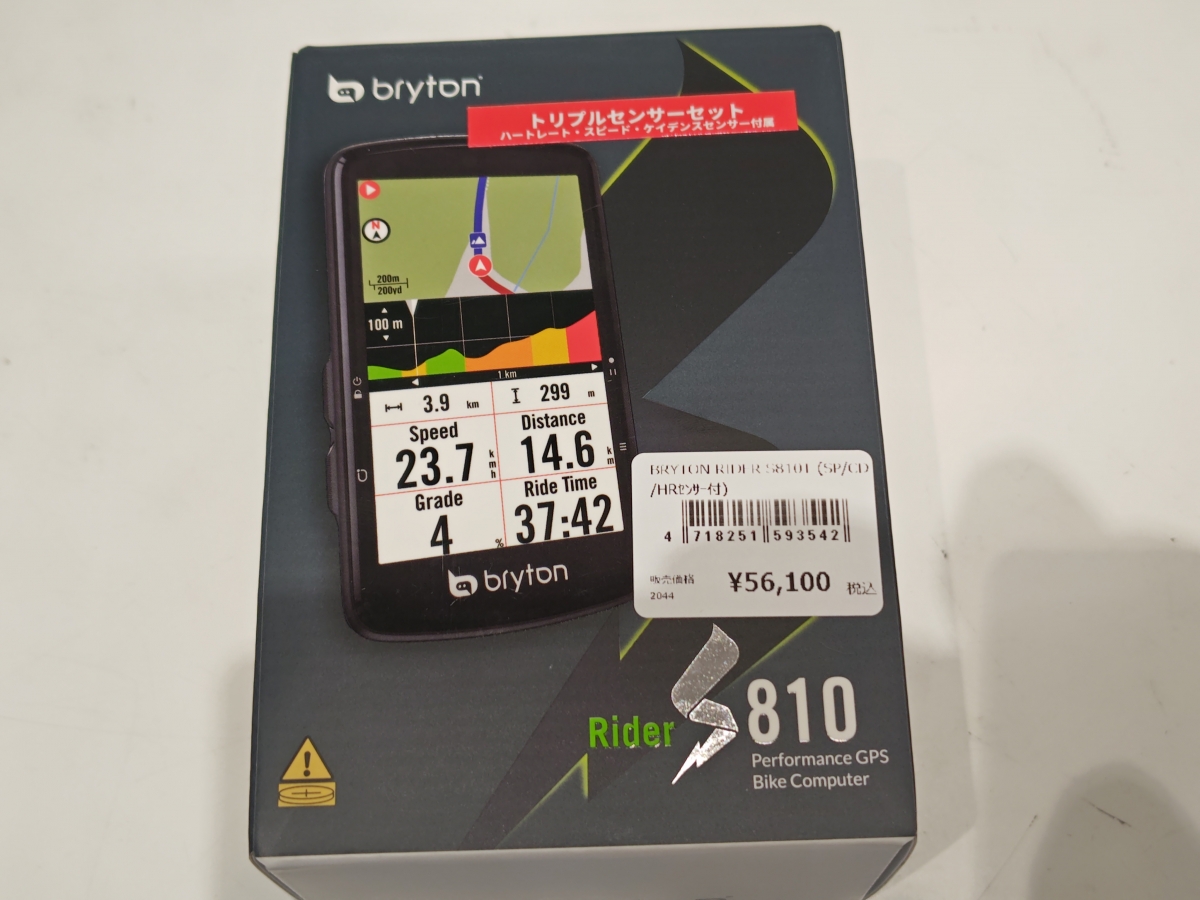 bryton
トリプルセンサーセット
ハートレート・スピード・ケイデンスセンサー付属
N
200m
200yd
100 m
1 km
3.9 km
299 m
Speed
23.7 kmh
Distance
14.6 km
Grade
4 %
Ride Time
37:42
bryton
BRYTON RIDER S810T (SP/CD
/HRセンサー付)
4 718251 593542
販売価格
2044
¥56,100 税込
Rider S 810
Performance GPS
Bike Computer